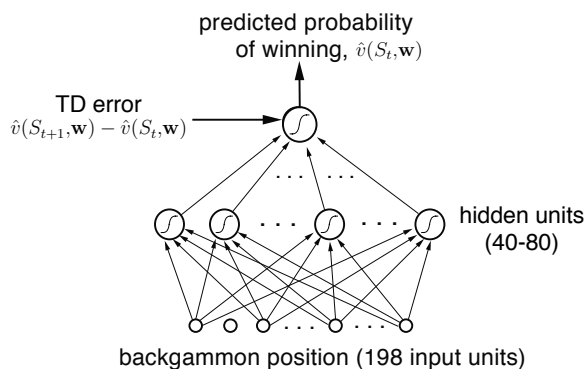 predicted probability
of winning, v̂(S_t,w)
TD error
v̂(S_{t+1},w) − v̂(S_t,w)
hidden units
(40-80)
backgammon position (198 input units)